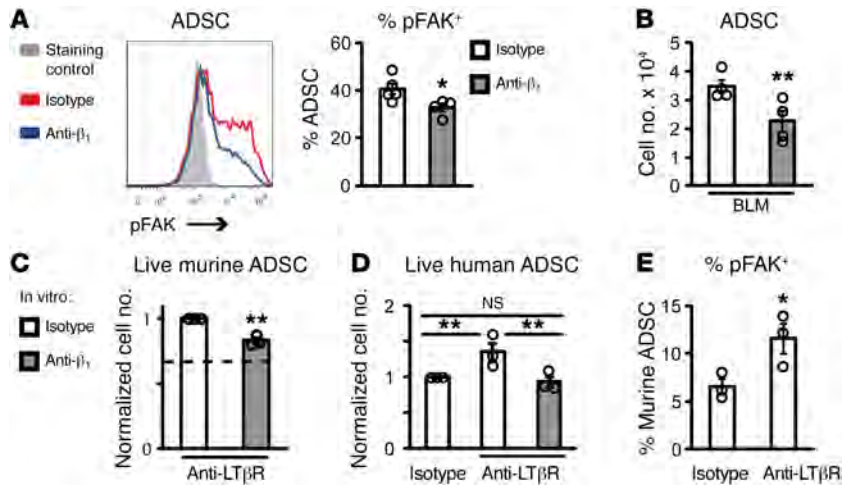 A
ADSC
Staining
control
Isotype
Anti-β₁
pFAK
% pFAK⁺
% ADSC
60
40
20
0
*
Isotype
Anti-β₁
B
ADSC
Cell no. x 10⁴
5
4
3
2
1
0
**
BLM
C
Live murine ADSC
In vitro:
Isotype
Anti-β₁
Normalized cell no.
1
0
**
Anti-LTβR
D
Live human ADSC
Normalized cell no.
2
1
0
NS
**
**
Isotype
Anti-LTβR
E
% pFAK⁺
% Murine ADSC
15
10
5
0
*
Isotype
Anti-LTβR